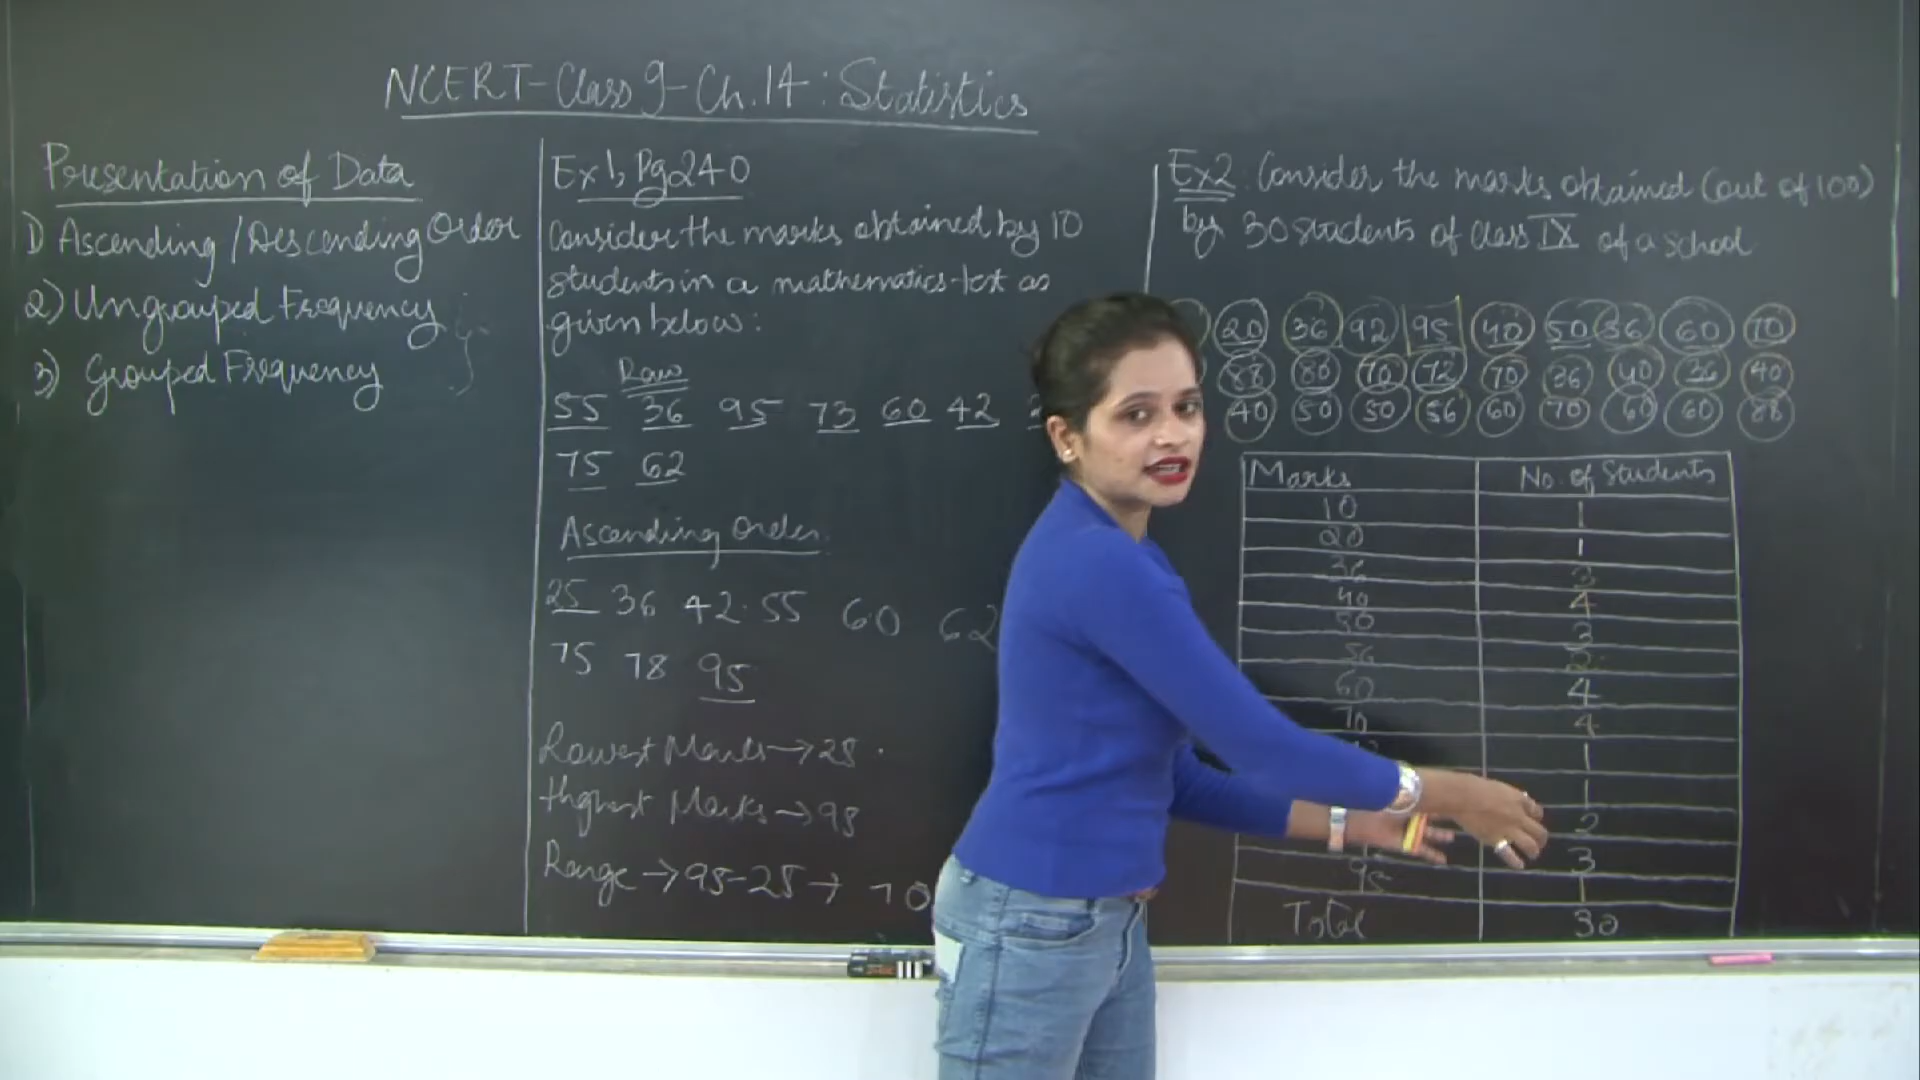 NCERT-Class 9-Ch.14: Statistics
Presentation of Data
1) Ascending/Descending Order
2) Ungrouped Frequency
3) Grouped Frequency
Ex1, Pg240
Consider the marks obtained by 10
students in a mathematics test as
given below:
Raw
55 36 95 73 60 42
75 62
Ascending Order
25 36 42 55 60 62
75 78 95
Lowest Marks → 25
Highest Marks → 95
Range → 95-25 → 70
Ex2: Consider the marks obtained (out of 100)
by 30 students of class IX of a school
20 36 92 95 40 50 36 60 70
88 80 70 72 70 36 40 36 40
40 50 50 56 60 70 60 60 88
Marks No. of Students
10 1
20 1
36 3
40 4
50 3
56 2
60 4
70 4
1
1
2
3
95 1
Total 30